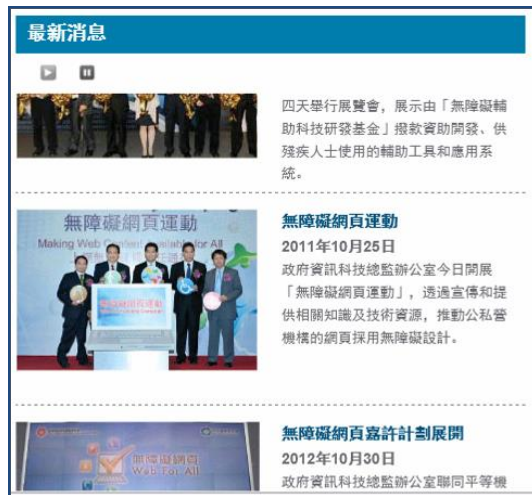 最新消息
四天舉行展覽會，展示由「無障礙輔
助科技研發基金」撥款資助開發、供
殘疾人士使用的輔助工具和應用系
統。
無障礙網頁運動
Making Web Content Available for All
無障礙網頁運動
2011年10月25日
政府資訊科技總監辦公室今日開展
「無障礙網頁運動」，透過宣傳和提
供相關知識及技術資源，推動公私營
機構的網頁採用無障礙設計。
無障礙網頁
Web For All
無障礙網頁嘉許計劃展開
2012年10月30日
政府資訊科技總監辦公室聯同平等機